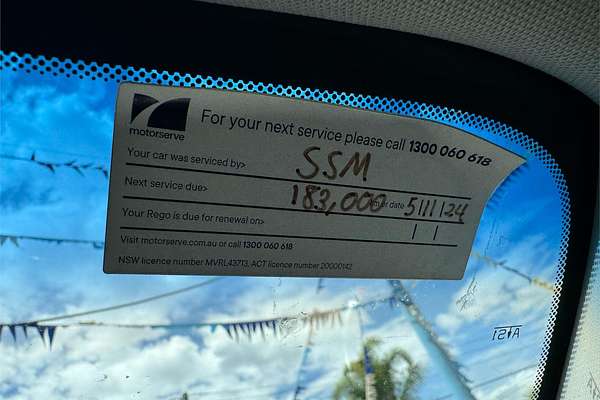 motorserve
For your next service please call 1300 060 618
Your car was serviced by> SSM
Next service due> 183,000 km or date 5/11/24
Your Rego is due for renewal on> / /
Visit motorserve.com.au or call 1300 060 618
NSW licence number MVRL43713, ACT licence number 20000142